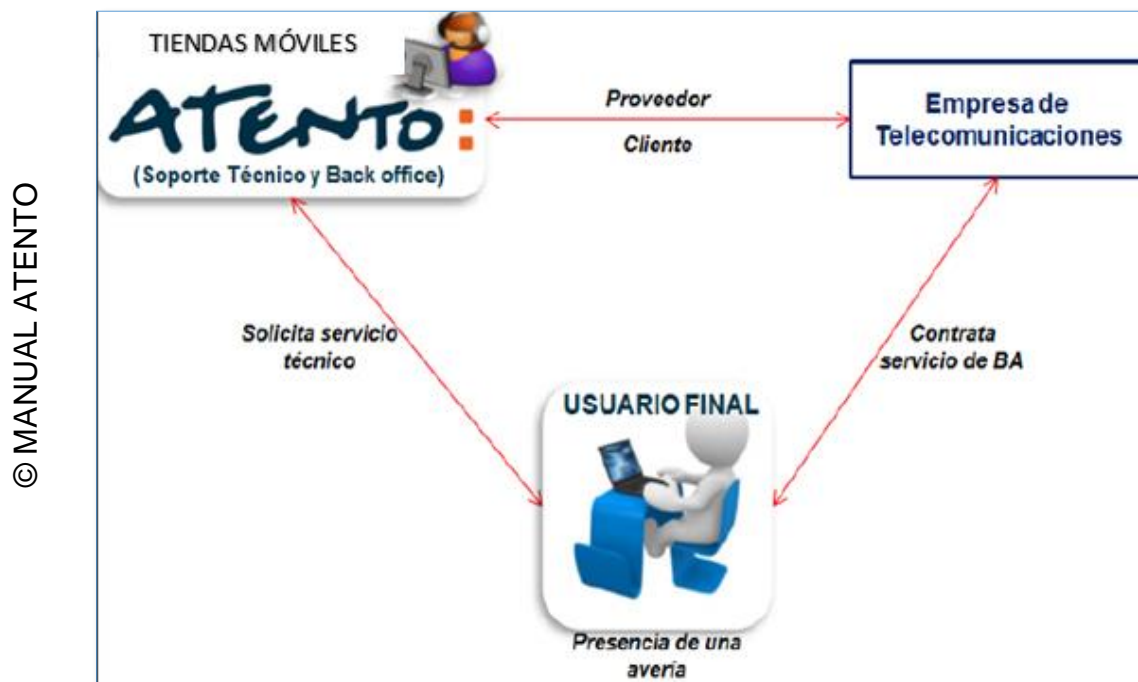 © MANUAL ATENTO
TIENDAS MÓVILES
ATENTO:
(Soporte Técnico y Back office)
Proveedor
Cliente
Empresa de
Telecomunicaciones
Solicita servicio
técnico
Contrata
servicio de BA
USUARIO FINAL
Presencia de una
avería